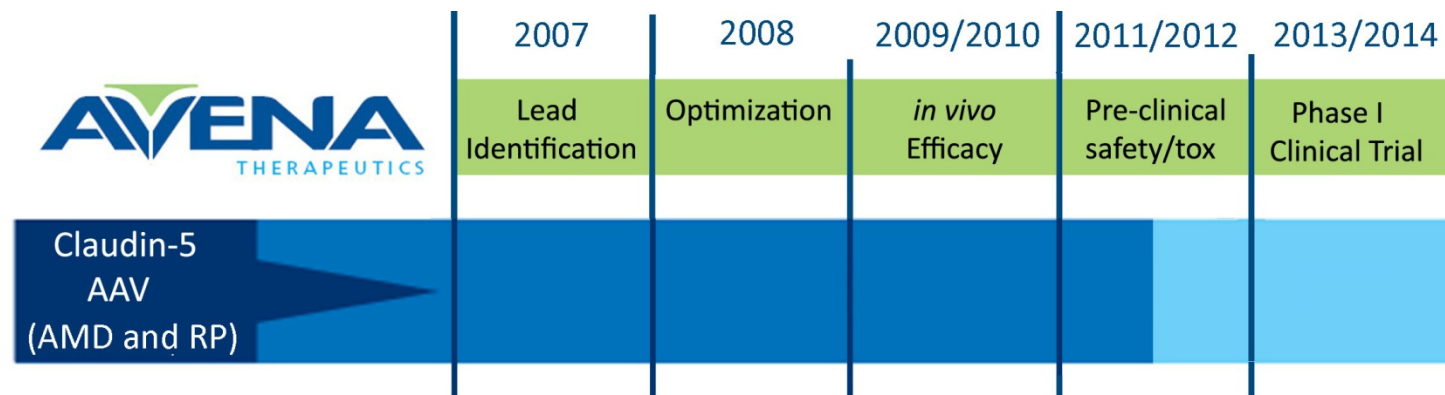 2007 2008 2009/2010 2011/2012 2013/2014
AVENA
THERAPEUTICS
Lead
Identification
Optimization
in vivo
Efficacy
Pre-clinical
safety/tox
Phase I
Clinical Trial
Claudin-5
AAV
(AMD and RP)